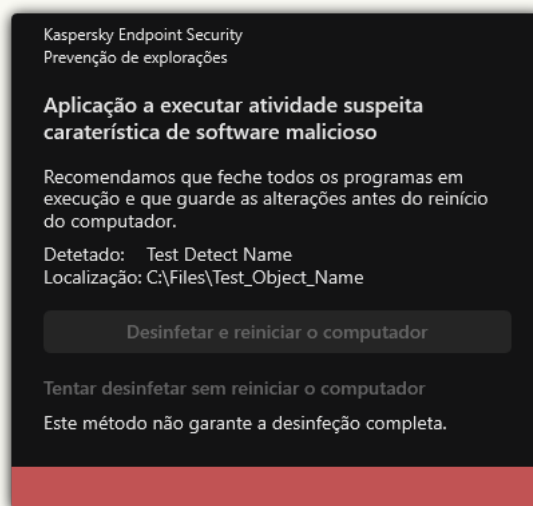 Kaspersky Endpoint Security
Prevenção de explorações
Aplicação a executar atividade suspeita
caraterística de software malicioso
Recomendamos que feche todos os programas em
execução e que guarde as alterações antes do reinício
do computador.
Detetado: Test Detect Name
Localização: C:\Files\Test_Object_Name
Desinfetar e reiniciar o computador
Tentar desinfetar sem reiniciar o computador
Este método não garante a desinfeção completa.